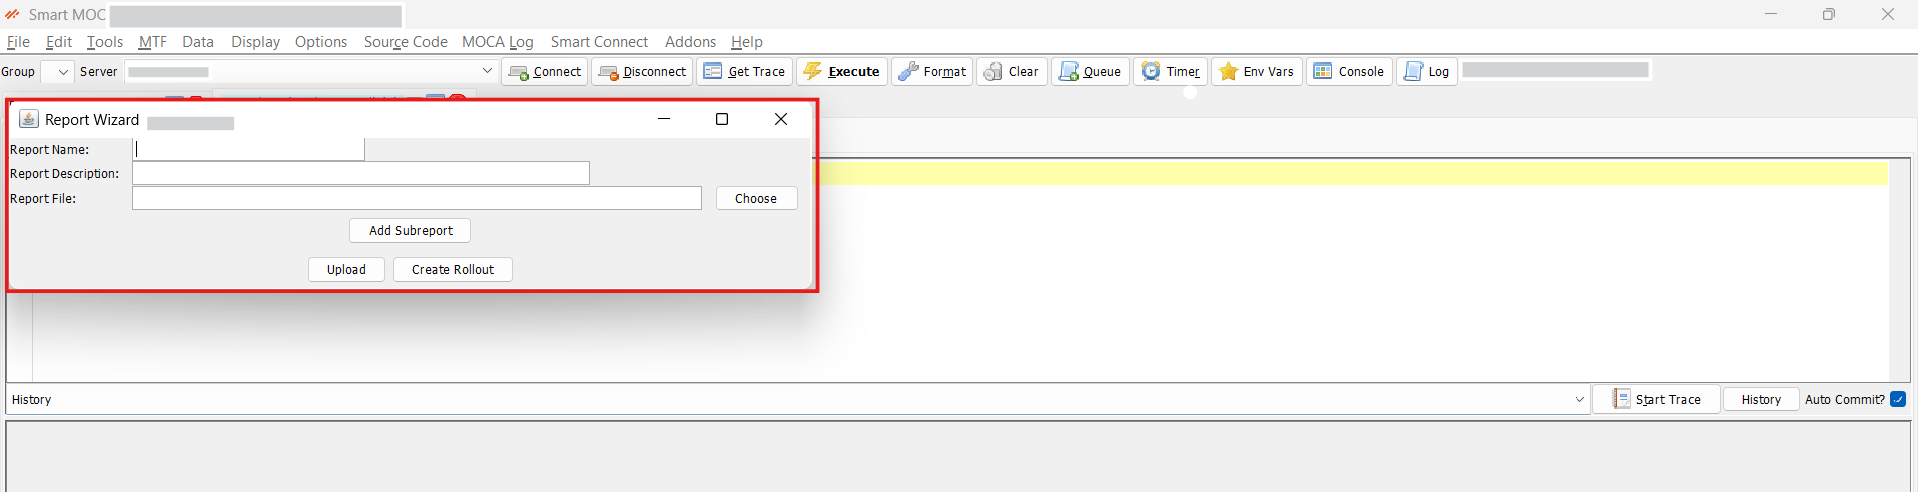 Smart MOC
File Edit Tools MTF Data Display Options Source Code MOCA Log Smart Connect Addons Help
Group Server Connect Disconnect Get Trace Execute Format Clear Queue Timer Env Vars Console Log
Report Wizard
Report Name:
Report Description:
Report File: Choose
Add Subreport
Upload Create Rollout
History Start Trace History Auto Commit?